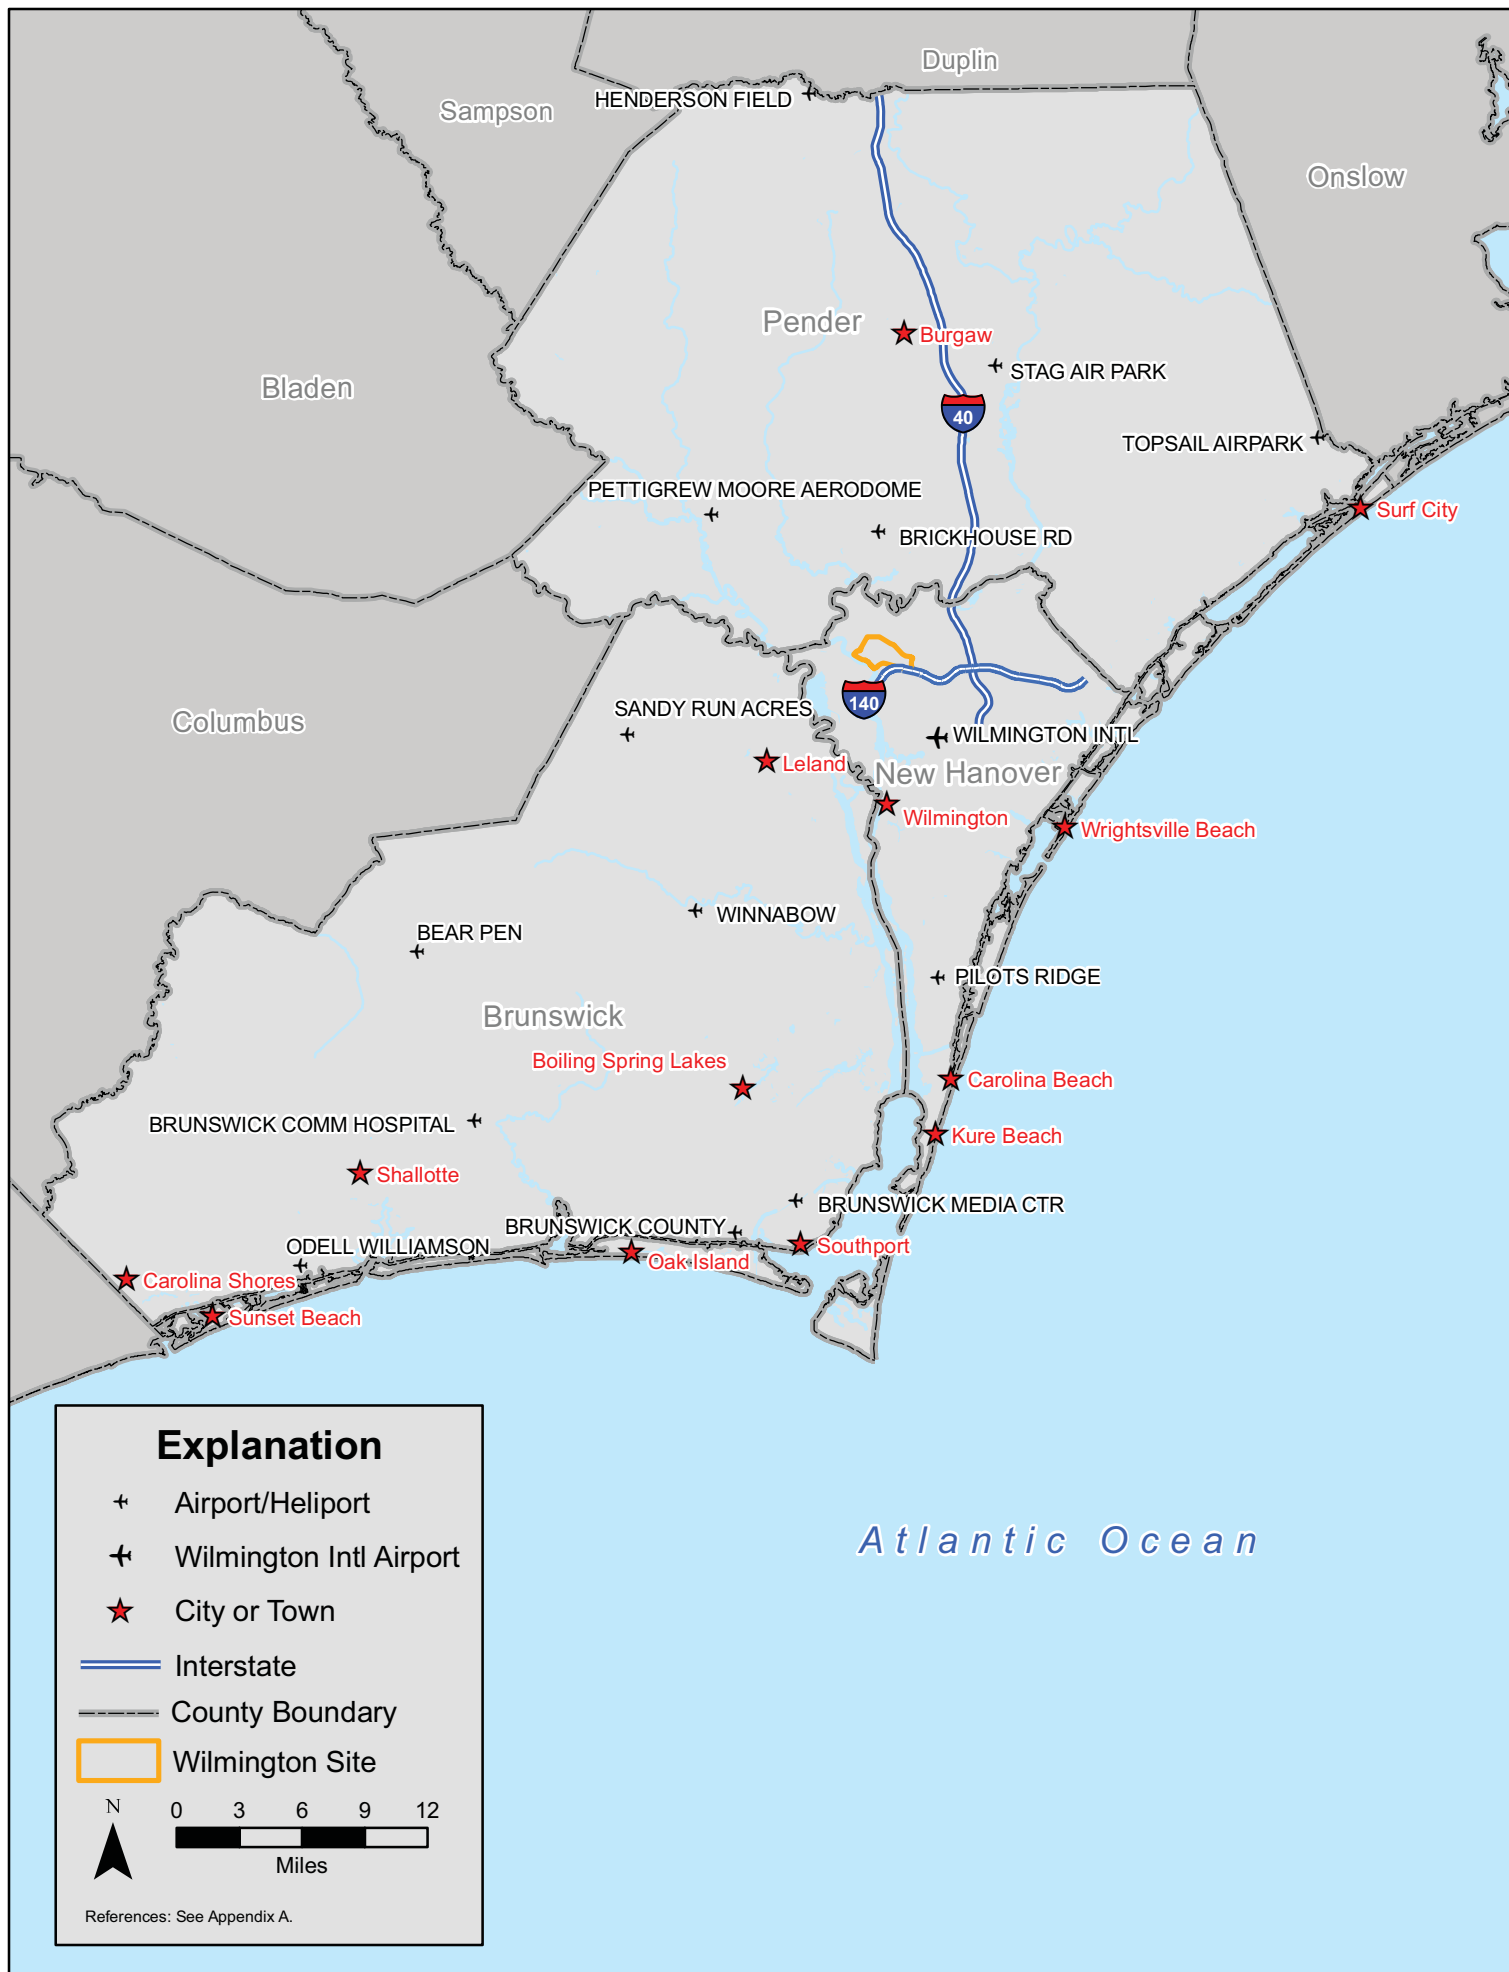 Duplin
HENDERSON FIELD
Sampson
Onslow
Pender
Burgaw
STAG AIR PARK
Bladen
40
TOPSAIL AIRPARK
PETTIGREW MOORE AERODOME
Surf City
BRICKHOUSE RD
140
SANDY RUN ACRES
Columbus
WILMINGTON INTL
Leland
New Hanover
Wilmington
Wrightsville Beach
WINNABOW
BEAR PEN
PILOTS RIDGE
Brunswick
Boiling Spring Lakes
Carolina Beach
BRUNSWICK COMM HOSPITAL
Kure Beach
Shallotte
BRUNSWICK MEDIA CTR
BRUNSWICK COUNTY
ODELL WILLIAMSON
Southport
Oak Island
Carolina Shores
Sunset Beach
Atlantic Ocean
Explanation
Airport/Heliport
Wilmington Intl Airport
City or Town
Interstate
County Boundary
Wilmington Site
N
0 3 6 9 12
Miles
References: See Appendix A.